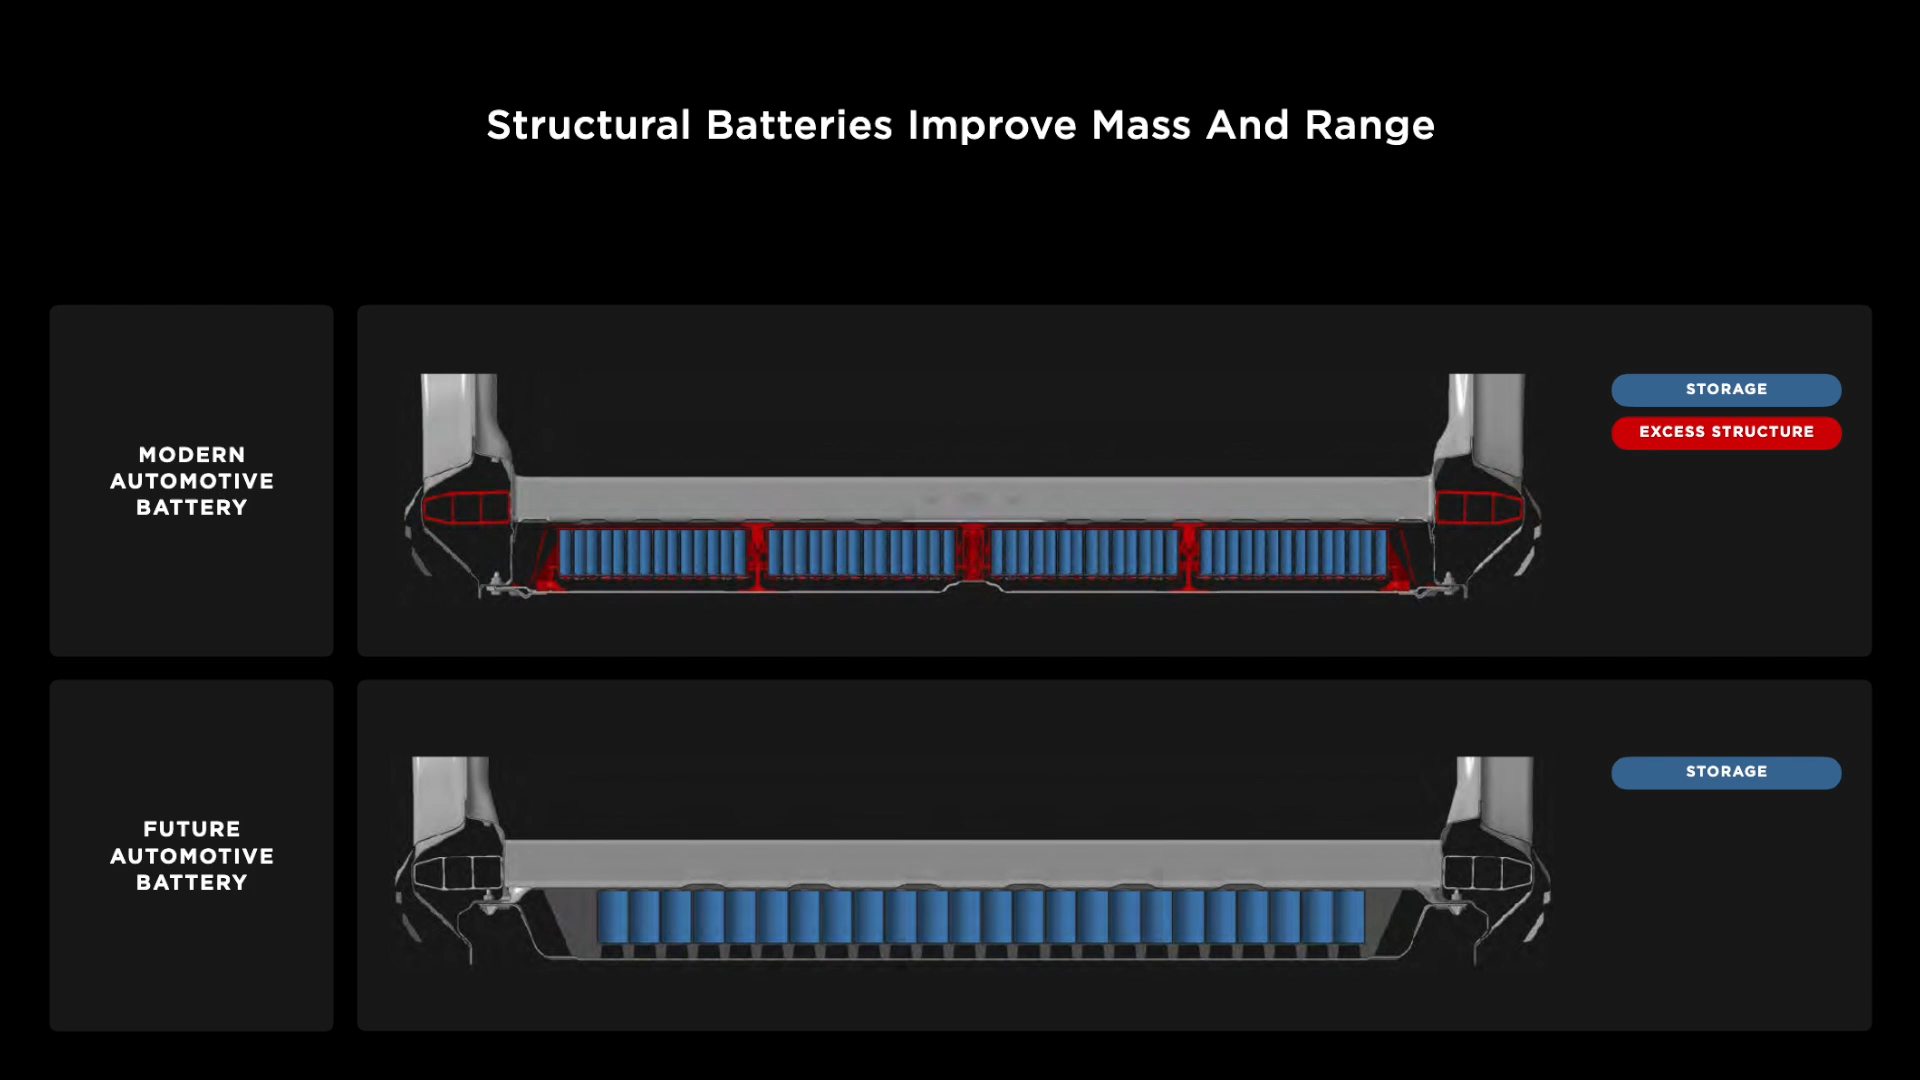 Structural Batteries Improve Mass And Range
MODERN
AUTOMOTIVE
BATTERY
STORAGE
EXCESS STRUCTURE
FUTURE
AUTOMOTIVE
BATTERY
STORAGE